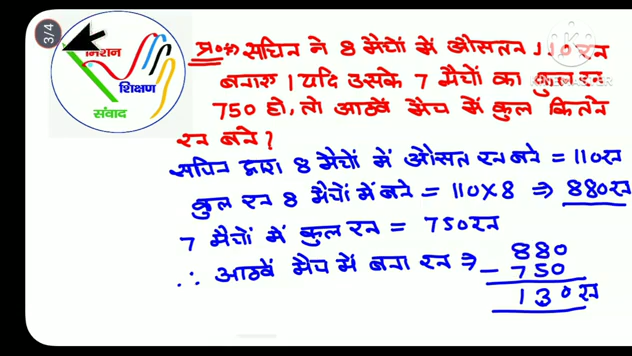 3/4
मिशन
शिक्षण
संवाद
प्र०→ सचिन ने 8 मैचों में औसतन 110 रन
बनाए । यदि उसके 7 मैचों का कुल रन
750 हो, तो आठवें मैच में कुल कितने
रन बने?
सचिन द्वारा 8 मैचों में औसत रन बने = 110 रन
कुल रन 8 मैचों में बने = 110 × 8 ⇒ 880 रन
7 मैचों में कुल रन = 750 रन
∴ आठवें मैच में बना रन ⇒ 880
- 750
130 रन
KINEMASTER